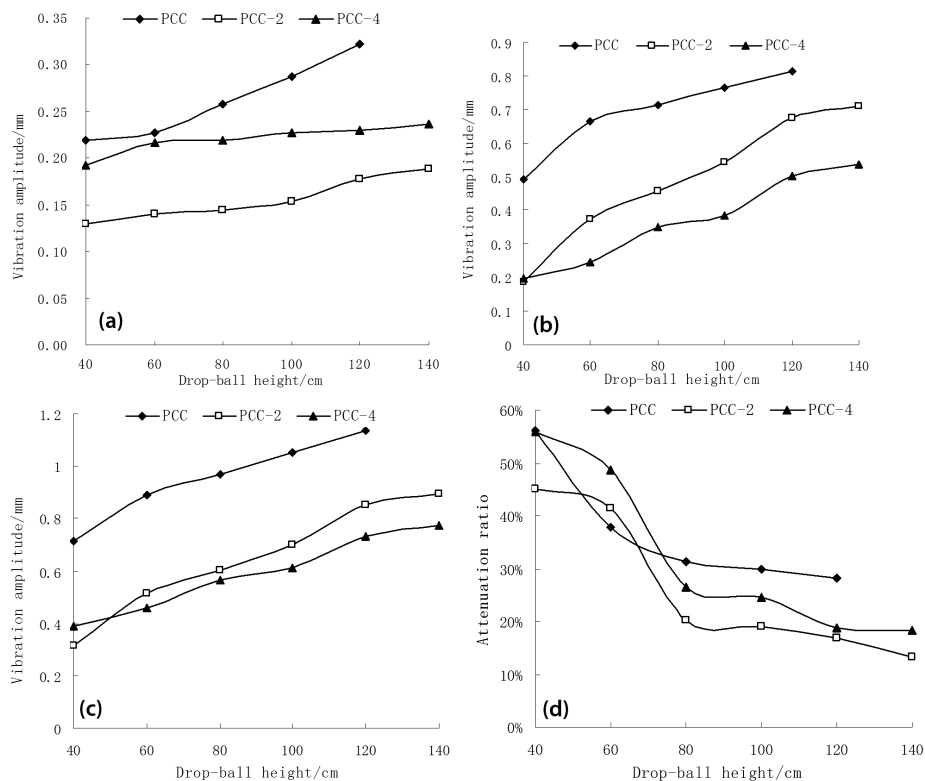 PCC PCC-2 PCC-4
0.35
0.30
0.25
0.20
0.15
0.10
0.05
0.00
Vibration amplitude/mm
(a)
40 60 80 100 120 140
Drop-ball height/cm
PCC PCC-2 PCC-4
0.9
0.8
0.7
0.6
0.5
0.4
0.3
0.2
0.1
0
Vibration amplitude/mm
(b)
40 60 80 100 120 140
Drop-ball height/cm
PCC PCC-2 PCC-4
1.2
1
0.8
0.6
0.4
0.2
0
Vibration amplitude/mm
(c)
40 60 80 100 120 140
Drop-ball height/cm
PCC PCC-2 PCC-4
60%
50%
40%
30%
20%
10%
0%
Attenuation ratio
(d)
40 60 80 100 120 140
Drop-ball height/cm